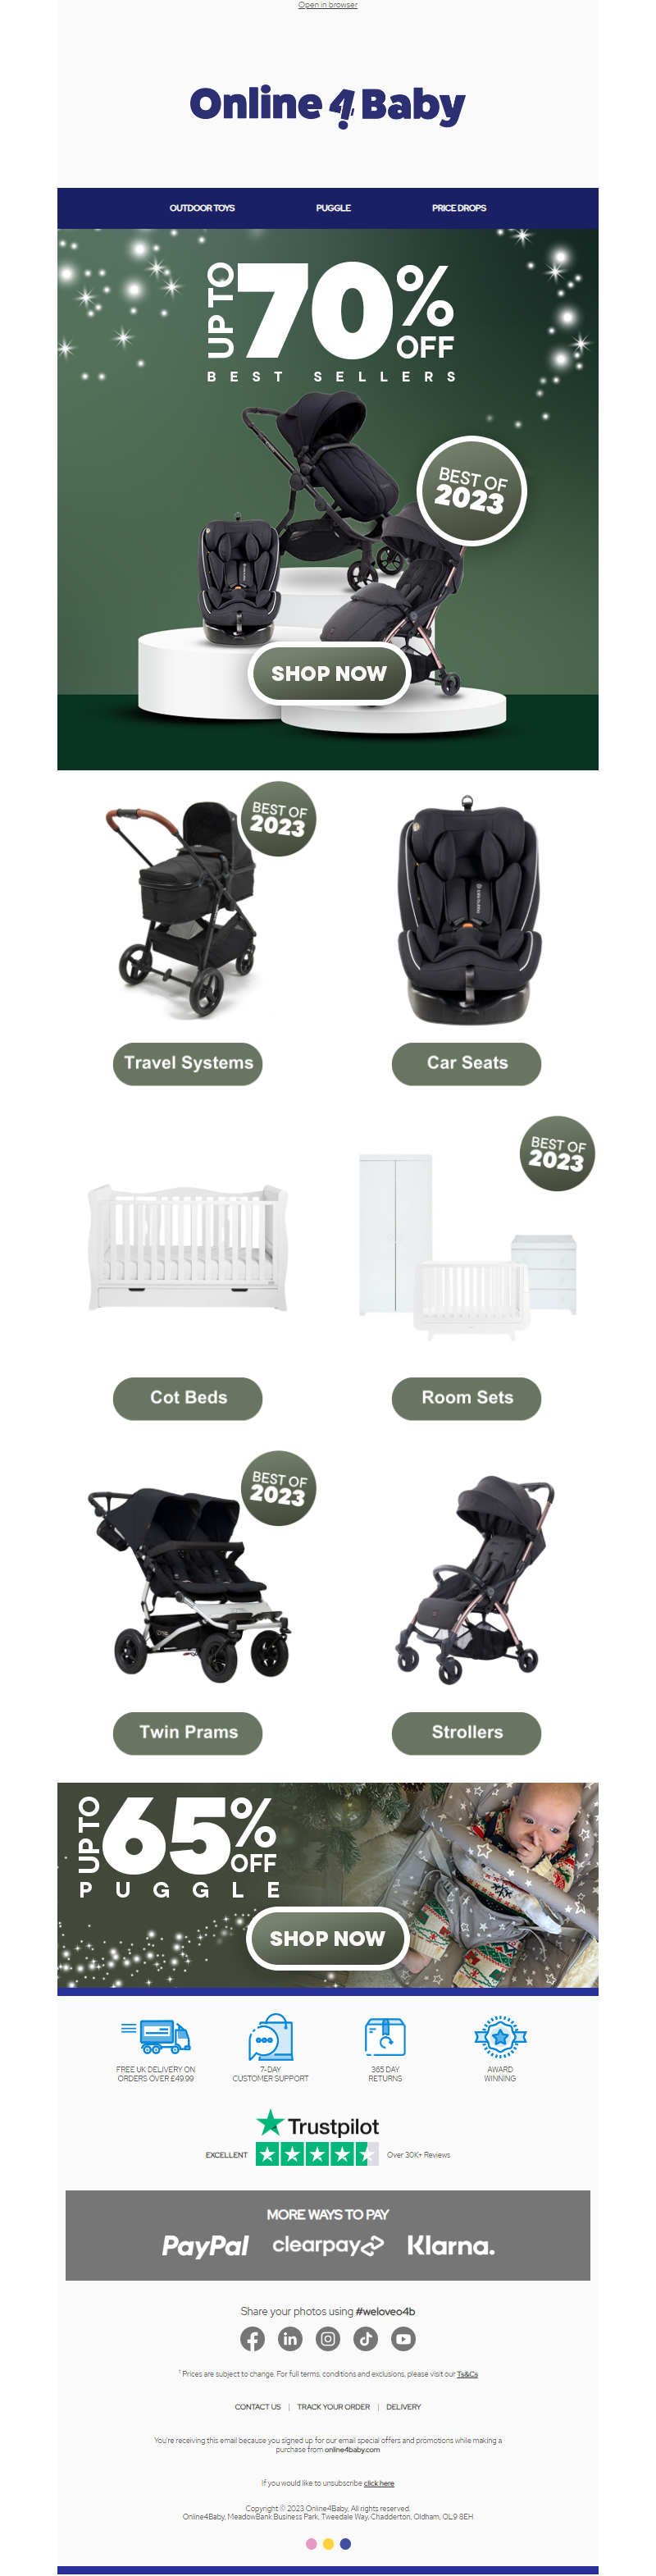 Open in browser
Online4Baby
OUTDOOR TOYS PUGGLE PRICE DROPS
UP TO 70% OFF
BEST SELLERS
BEST OF
2023
SHOP NOW
BEST OF
2023
Travel Systems Car Seats
BEST OF
2023
Cot Beds Room Sets
BEST OF
2023
Twin Prams Strollers
UP TO 65% OFF
PUGGLE
SHOP NOW
FREE UK DELIVERY ON
ORDERS OVER £49.99
7-DAY
CUSTOMER SUPPORT
365 DAY
RETURNS
AWARD
WINNING
Trustpilot
EXCELLENT Over 30K+ Reviews
MORE WAYS TO PAY
PayPal clearpay Klarna.
Share your photos using #weloveo4b
Prices are subject to change. For full terms, conditions and exclusions, please visit our Ts&Cs
CONTACT US | TRACK YOUR ORDER | DELIVERY
You're receiving this email because you signed up for our email special offers and promotions while making a
purchase from online4baby.com
If you would like to unsubscribe click here
Copyright © 2023 Online4Baby, All rights reserved.
Online4Baby, MeadowBank Business Park, Tweedale Way, Chadderton, Oldham, OL9 8EH